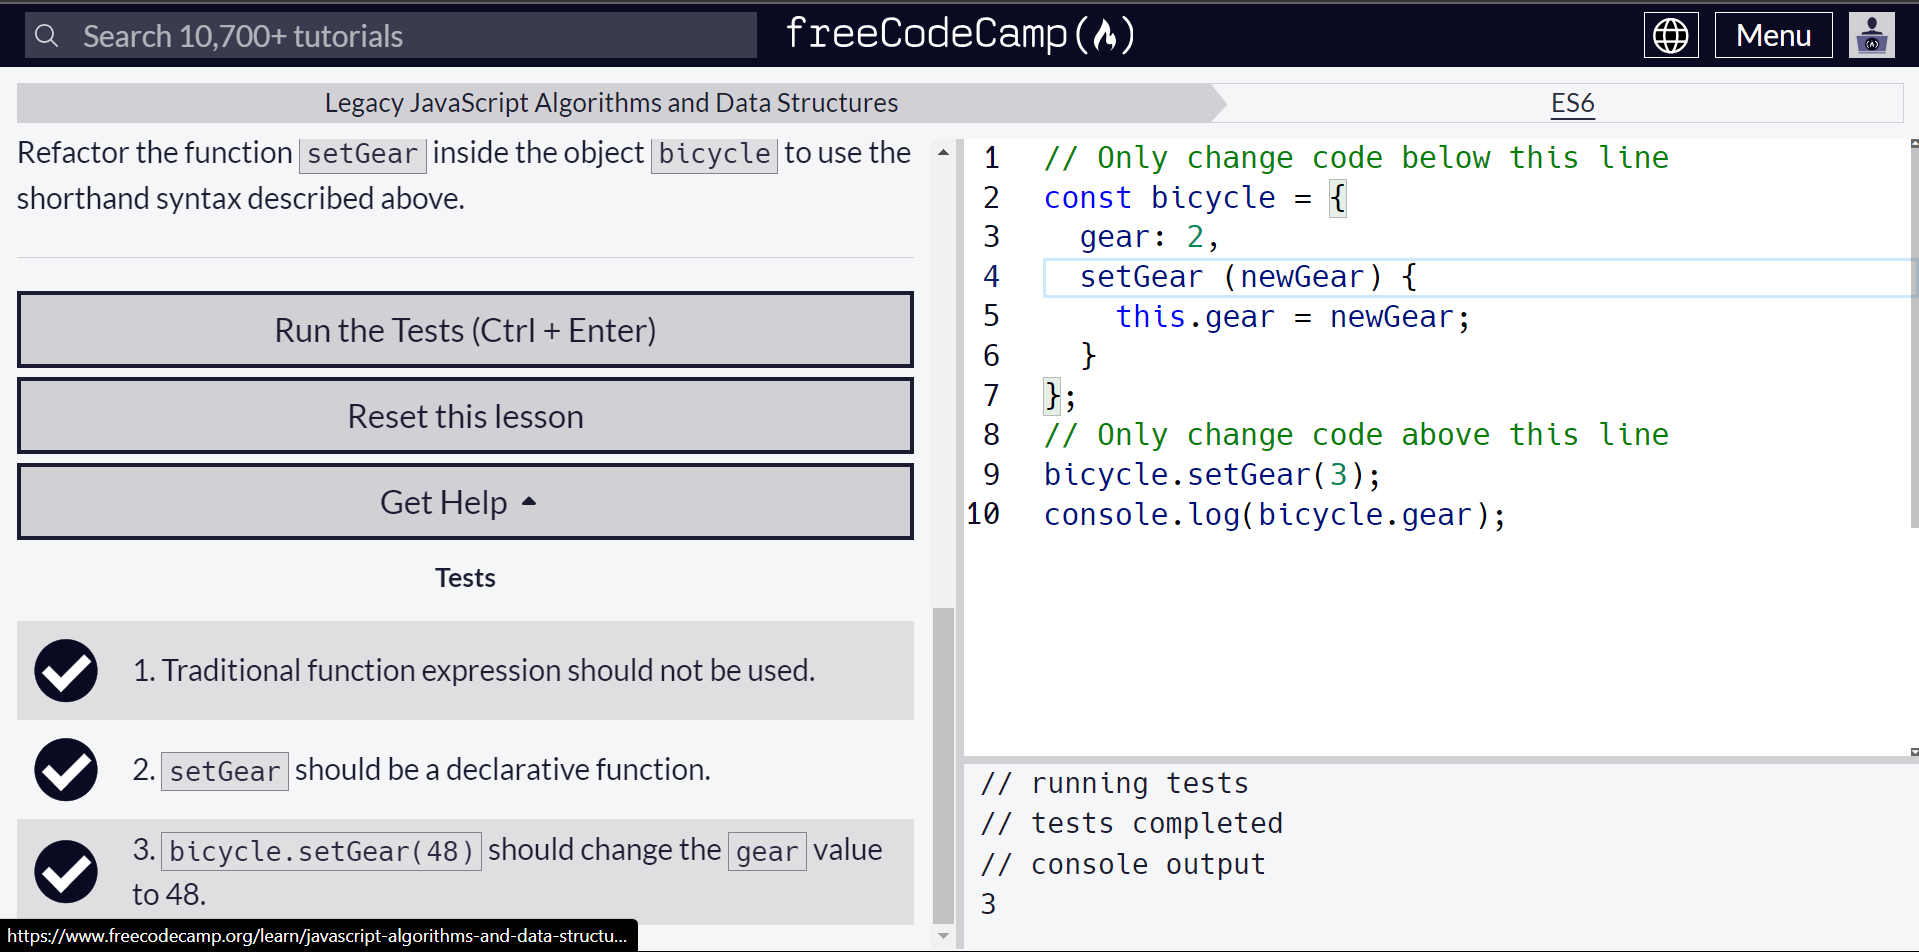 Search 10,700+ tutorials
freeCodeCamp
Menu
Legacy JavaScript Algorithms and Data Structures
ES6
Refactor the function setGear inside the object bicycle to use the
shorthand syntax described above.
Run the Tests (Ctrl + Enter)
Reset this lesson
Get Help
Tests
1. Traditional function expression should not be used.
2. setGear should be a declarative function.
3. bicycle.setGear(48) should change the gear value
to 48.
https://www.freecodecamp.org/learn/javascript-algorithms-and-data-structu...
1 // Only change code below this line
2 const bicycle = {
3   gear: 2,
4   setGear (newGear) {
5     this.gear = newGear;
6   }
7 };
8 // Only change code above this line
9 bicycle.setGear(3);
10 console.log(bicycle.gear);
// running tests
// tests completed
// console output
3